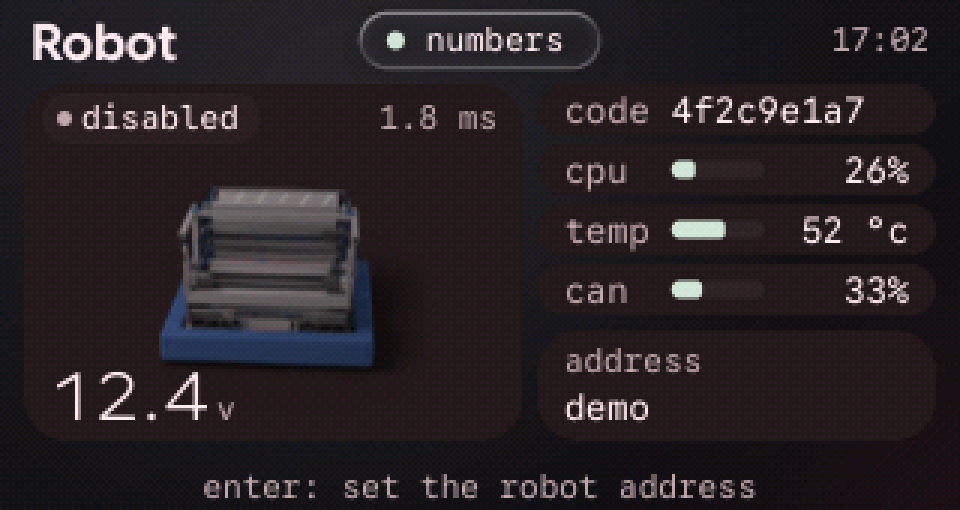 Robot
numbers
17:02
disabled
1.8 ms
12.4 v
code 4f2c9e1a7
cpu 26%
temp 52 °c
can 33%
address
demo
enter: set the robot address